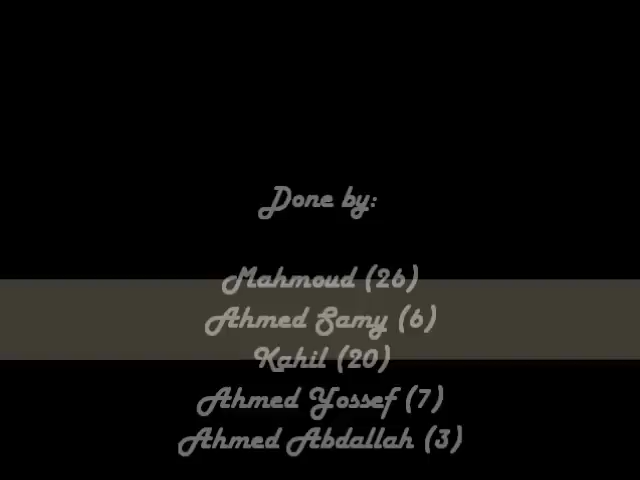 Done by:
Mahmoud (26)
Ahmed Samy (6)
Kahil (20)
Ahmed Yossef (7)
Ahmed Abdallah (3)